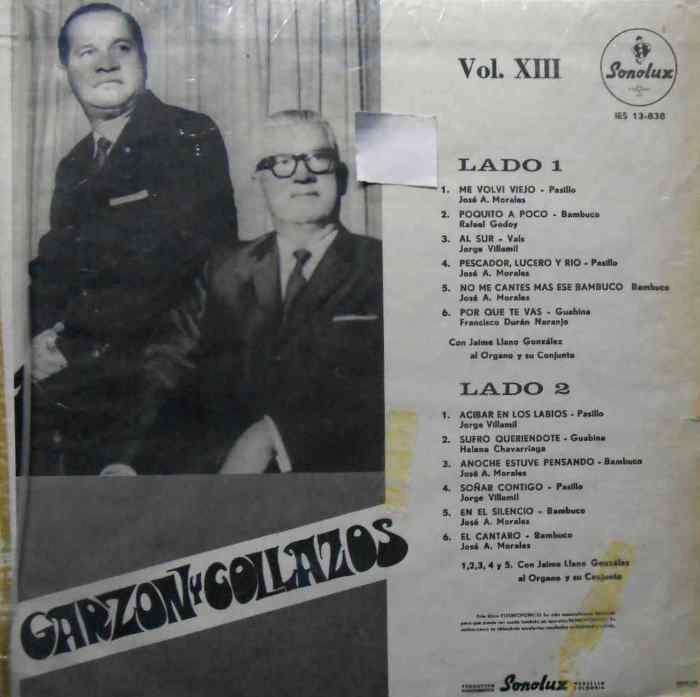 Vol. XIII
Sonolux
IES 13-838
LADO 1
1. ME VOLVI VIEJO - Pasillo
José A. Morales
2. POQUITO A POCO - Bambuco
Rafael Godoy
3. AL SUR - Vals
Jorge Villamil
4. PESCADOR, LUCERO Y RIO - Pasillo
José A. Morales
5. NO ME CANTES MAS ESE BAMBUCO Bambuco
José A. Morales
6. POR QUE TE VAS - Guabina
Francisco Durán Naranjo
Con Jaime Llano González
al Organo y su Conjunto
LADO 2
1. ACIBAR EN LOS LABIOS - Pasillo
Jorge Villamil
2. SUFRO QUERIENDOTE - Guabina
Helena Chavarriaga
3. ANOCHE ESTUVE PENSANDO - Bambuco
José A. Morales
4. SOÑAR CONTIGO - Pasillo
Jorge Villamil
5. EN EL SILENCIO - Bambuco
José A. Morales
6. EL CANTARO - Bambuco
José A. Morales
1,2,3, 4 y 5. Con Jaime Llano González
al Organo y su Conjunto
GARZON Y COLLAZOS
Sonolux
MEDELLIN
COLOMBIA